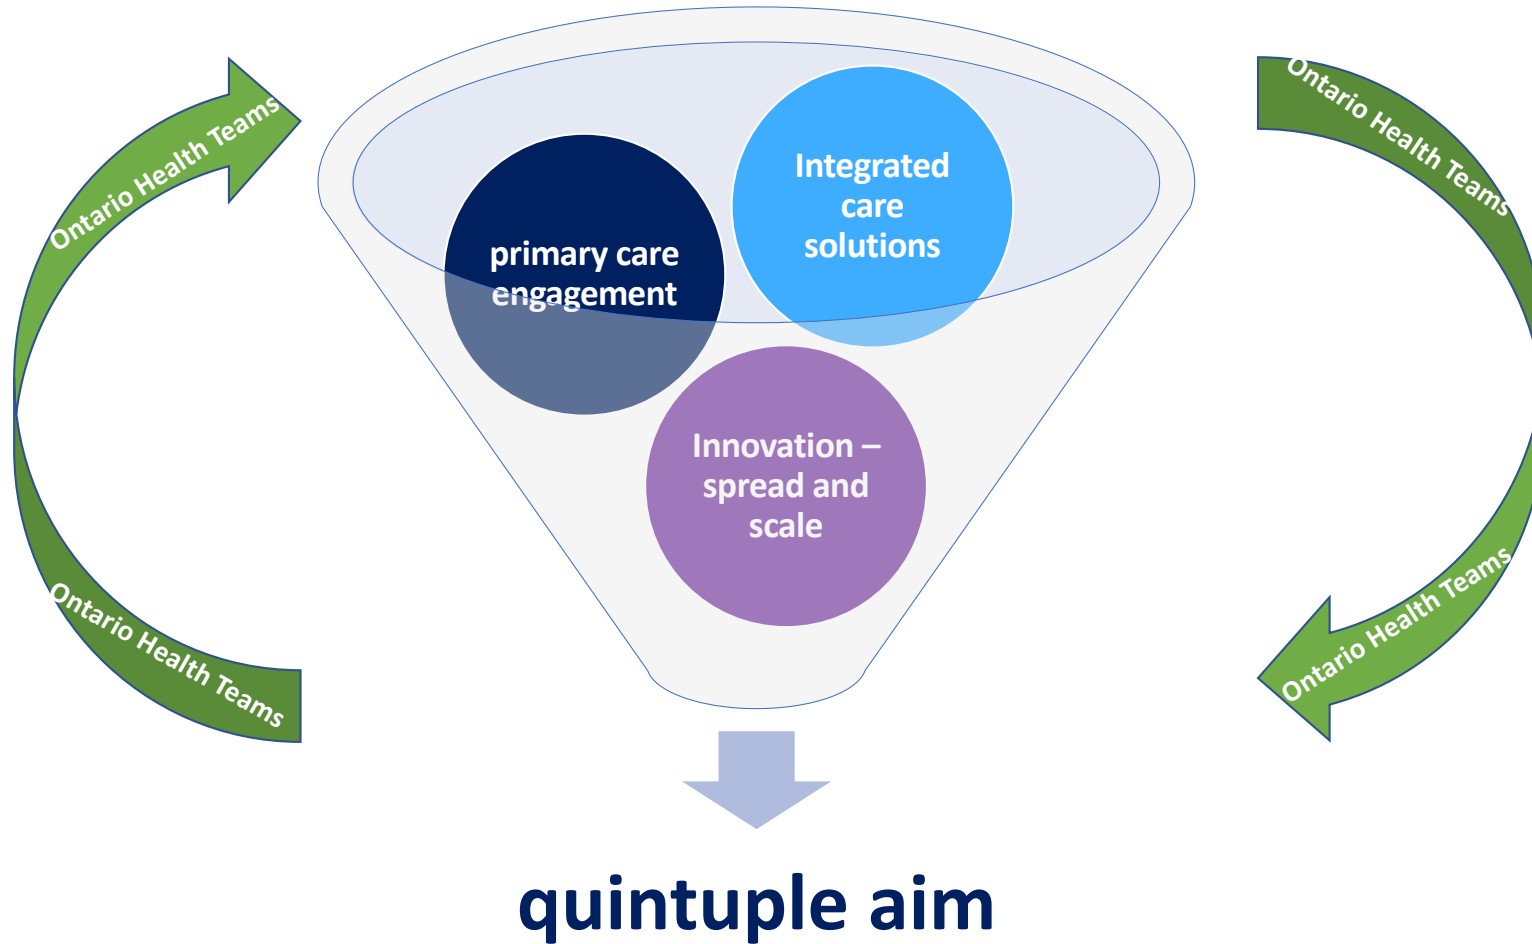 Ontario Health Teams
Ontario Health Teams
Integrated
care
solutions
primary care
engagement
Innovation –
spread and
scale
Ontario Health Teams
Ontario Health Teams
quintuple aim